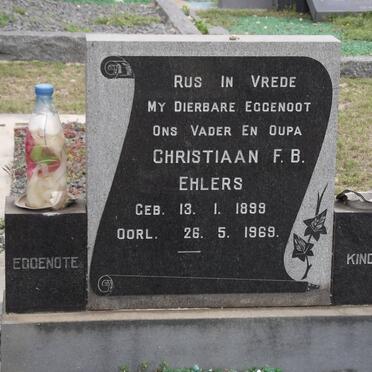 Rus In Vrede
My Dierbare Eggenoot
Ons Vader En Oupa
CHRISTIAAN F. B.
EHLERS
GEB. 13. 1. 1899
OORL. 26. 5. 1969.
EGGENOTE
KIND